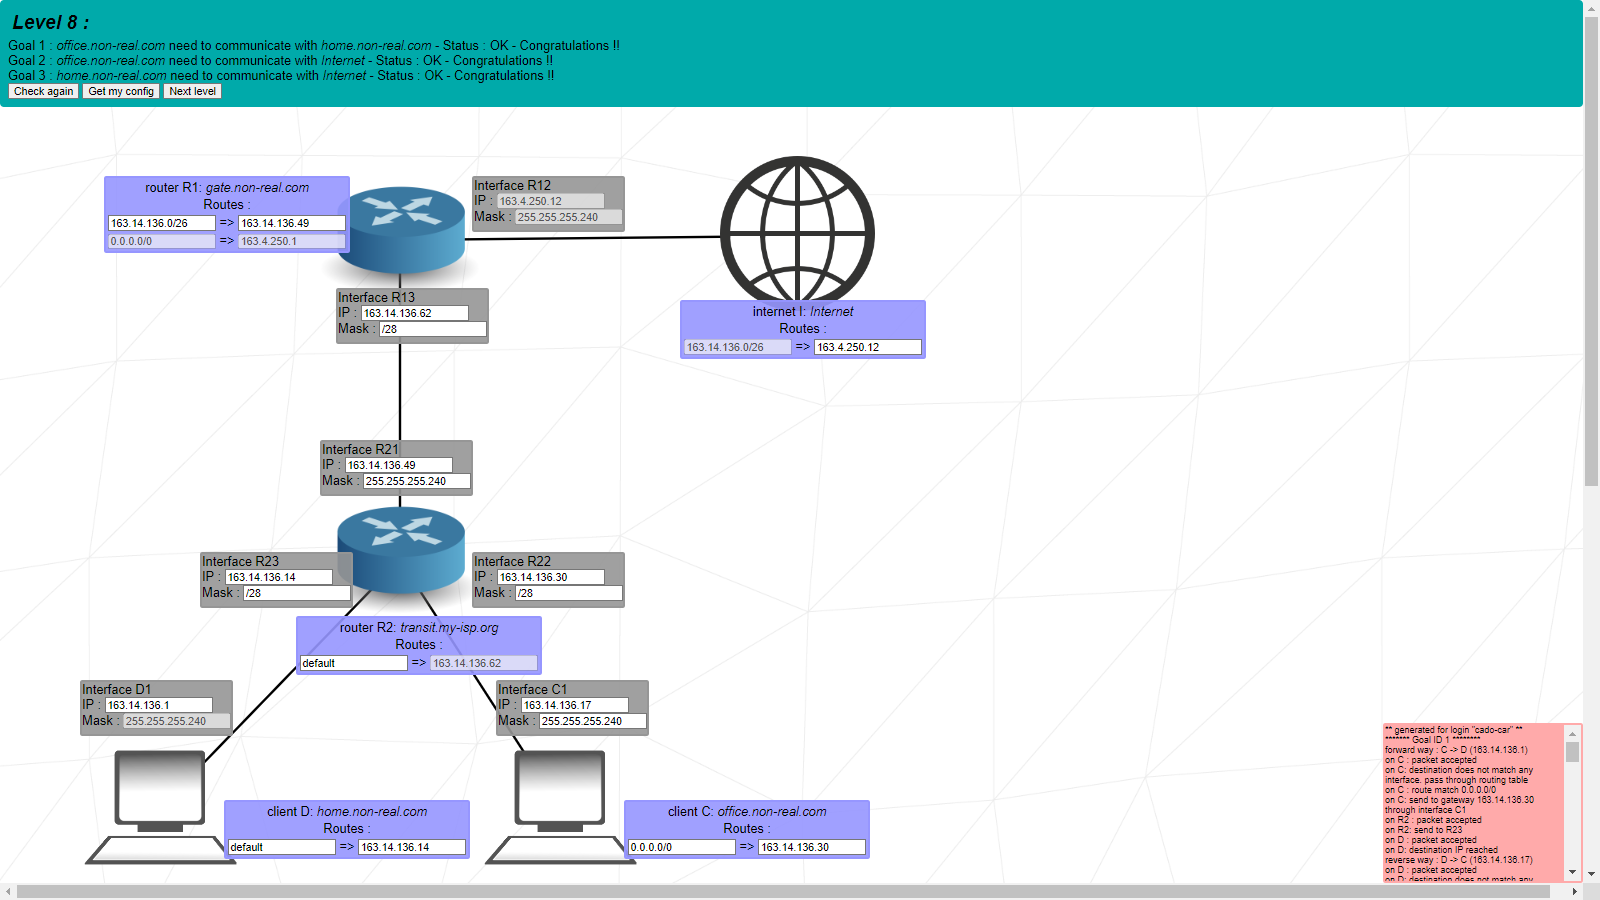 Level 8 :
Goal 1 : office.non-real.com need to communicate with home.non-real.com - Status : OK - Congratulations !!
Goal 2 : office.non-real.com need to communicate with Internet - Status : OK - Congratulations !!
Goal 3 : home.non-real.com need to communicate with Internet - Status : OK - Congratulations !!
Check again Get my config Next level
router R1: gate.non-real.com
Routes :
163.14.136.0/26 => 163.14.136.49
0.0.0.0/0 => 163.4.250.1
Interface R12
IP : 163.4.250.12
Mask : 255.255.255.240
Interface R13
IP : 163.14.136.62
Mask : /28
internet I: Internet
Routes :
163.14.136.0/26 => 163.4.250.12
Interface R21
IP : 163.14.136.49
Mask : 255.255.255.240
Interface R23
IP : 163.14.136.14
Mask : /28
Interface R22
IP : 163.14.136.30
Mask : /28
router R2: transit.my-isp.org
Routes :
default => 163.14.136.62
Interface D1
IP : 163.14.136.1
Mask : 255.255.255.240
Interface C1
IP : 163.14.136.17
Mask : 255.255.255.240
client D: home.non-real.com
Routes :
default => 163.14.136.14
client C: office.non-real.com
Routes :
0.0.0.0/0 => 163.14.136.30
** generated for login "cado-car" **
******* Goal ID 1 ********
forward way : C -> D (163.14.136.1)
on C : packet accepted
on C: destination does not match any
interface. pass through routing table
on C : route match 0.0.0.0/0
on C: send to gateway 163.14.136.30
through interface C1
on R2 : packet accepted
on R2: send to R23
on D : packet accepted
on D: destination IP reached
reverse way : D -> C (163.14.136.17)
on D : packet accepted
on D: destination does not match any